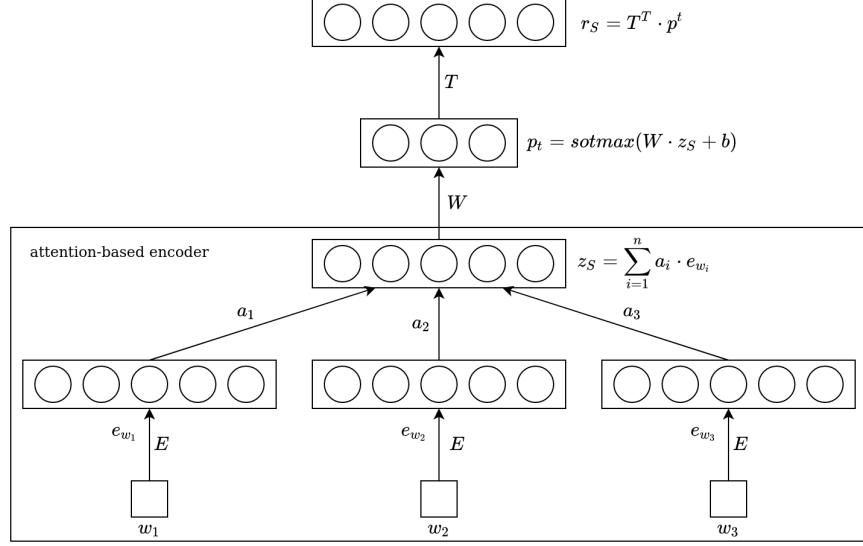 r_S = T^T · p^t
T
p_t = sotmax(W · z_S + b)
W
attention-based encoder
z_S = \sum_{i=1}^{n} a_i · e_{w_i}
a_1
a_2
a_3
e_{w_1} E
e_{w_2} E
e_{w_3} E
w_1
w_2
w_3